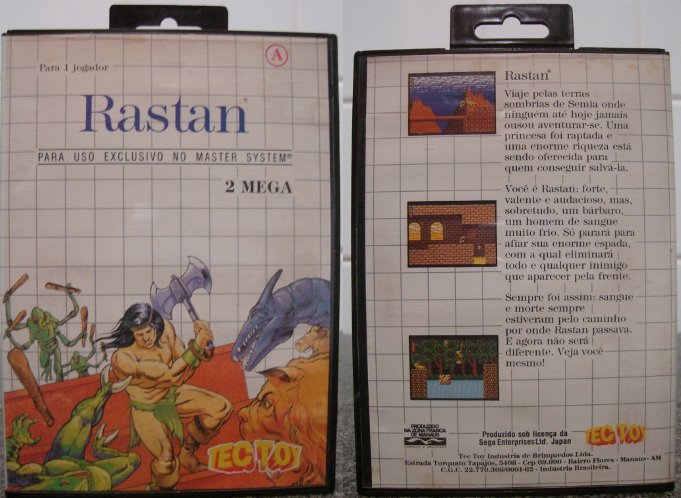 A
Para 1 jogador
Rastan®
PARA USO EXCLUSIVO NO MASTER SYSTEM®
2 MEGA
TEC TOY
Rastan®
Viaje pelas terras
sombrias de Semia onde
ninguém até hoje jamais
ousou aventurar-se. Uma
princesa foi raptada e
uma enorme riqueza está
sendo oferecida para
quem conseguir salvá-la.
Você é Rastan: forte,
valente e audacioso, mas,
sobretudo, um bárbaro,
um homem de sangue
muito frio. Só parará para
afiar sua enorme espada,
com a qual eliminará
todo e qualquer inimigo
que aparecer pela frente.
Sempre foi assim: sangue
e morte sempre
estiveram pelo caminho
por onde Rastan passava.
E agora não será
diferente. Veja você
mesmo!
PRODUZIDO
NA ZONA FRANCA
DE MANAUS
Produzido sob licença da
Sega Enterprises Ltd. Japan
TEC TOY
Tec Toy Indústria de Brinquedos Ltda.
Estrada Torquato Tapajós, 5408 - Cep 69.090 - Bairro Flores - Manaus- AM
C.G.C. 22.770.366/0001-82 - Indústria Brasileira.